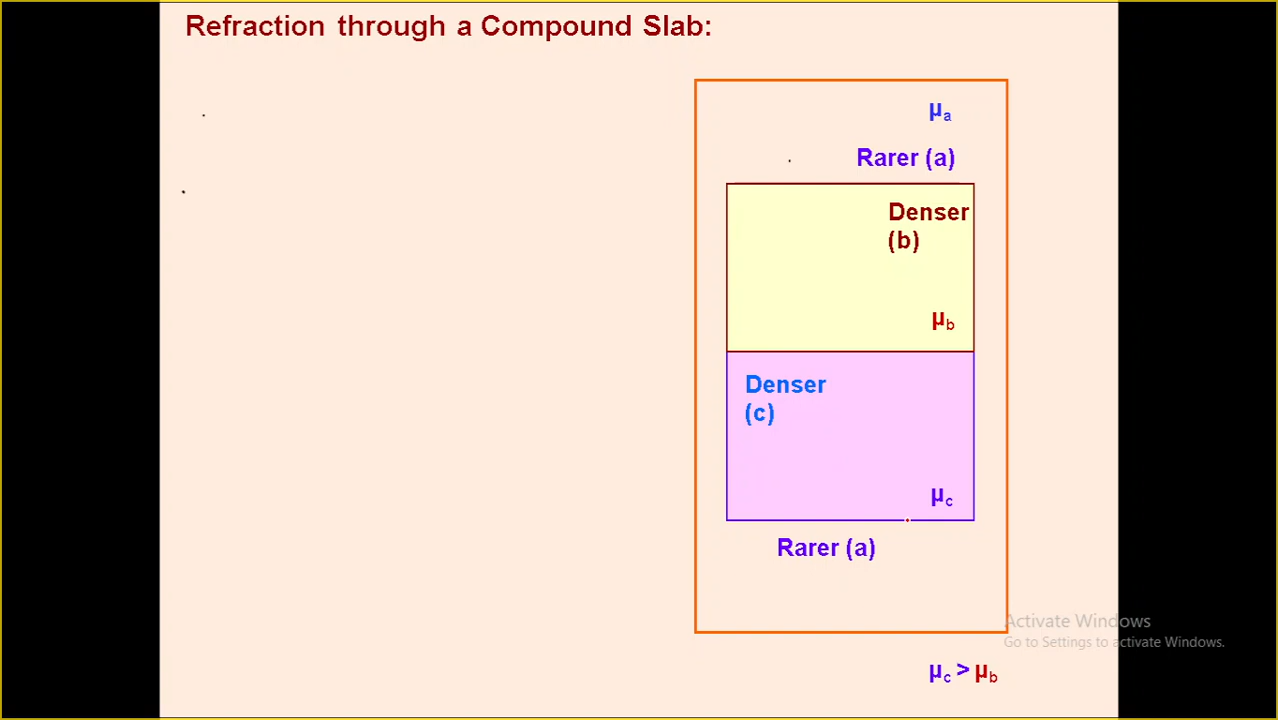 Refraction through a Compound Slab:
μa
Rarer (a)
Denser
(b)
μb
Denser
(c)
μc
Rarer (a)
Activate Windows
Go to Settings to activate Windows.
μc > μb